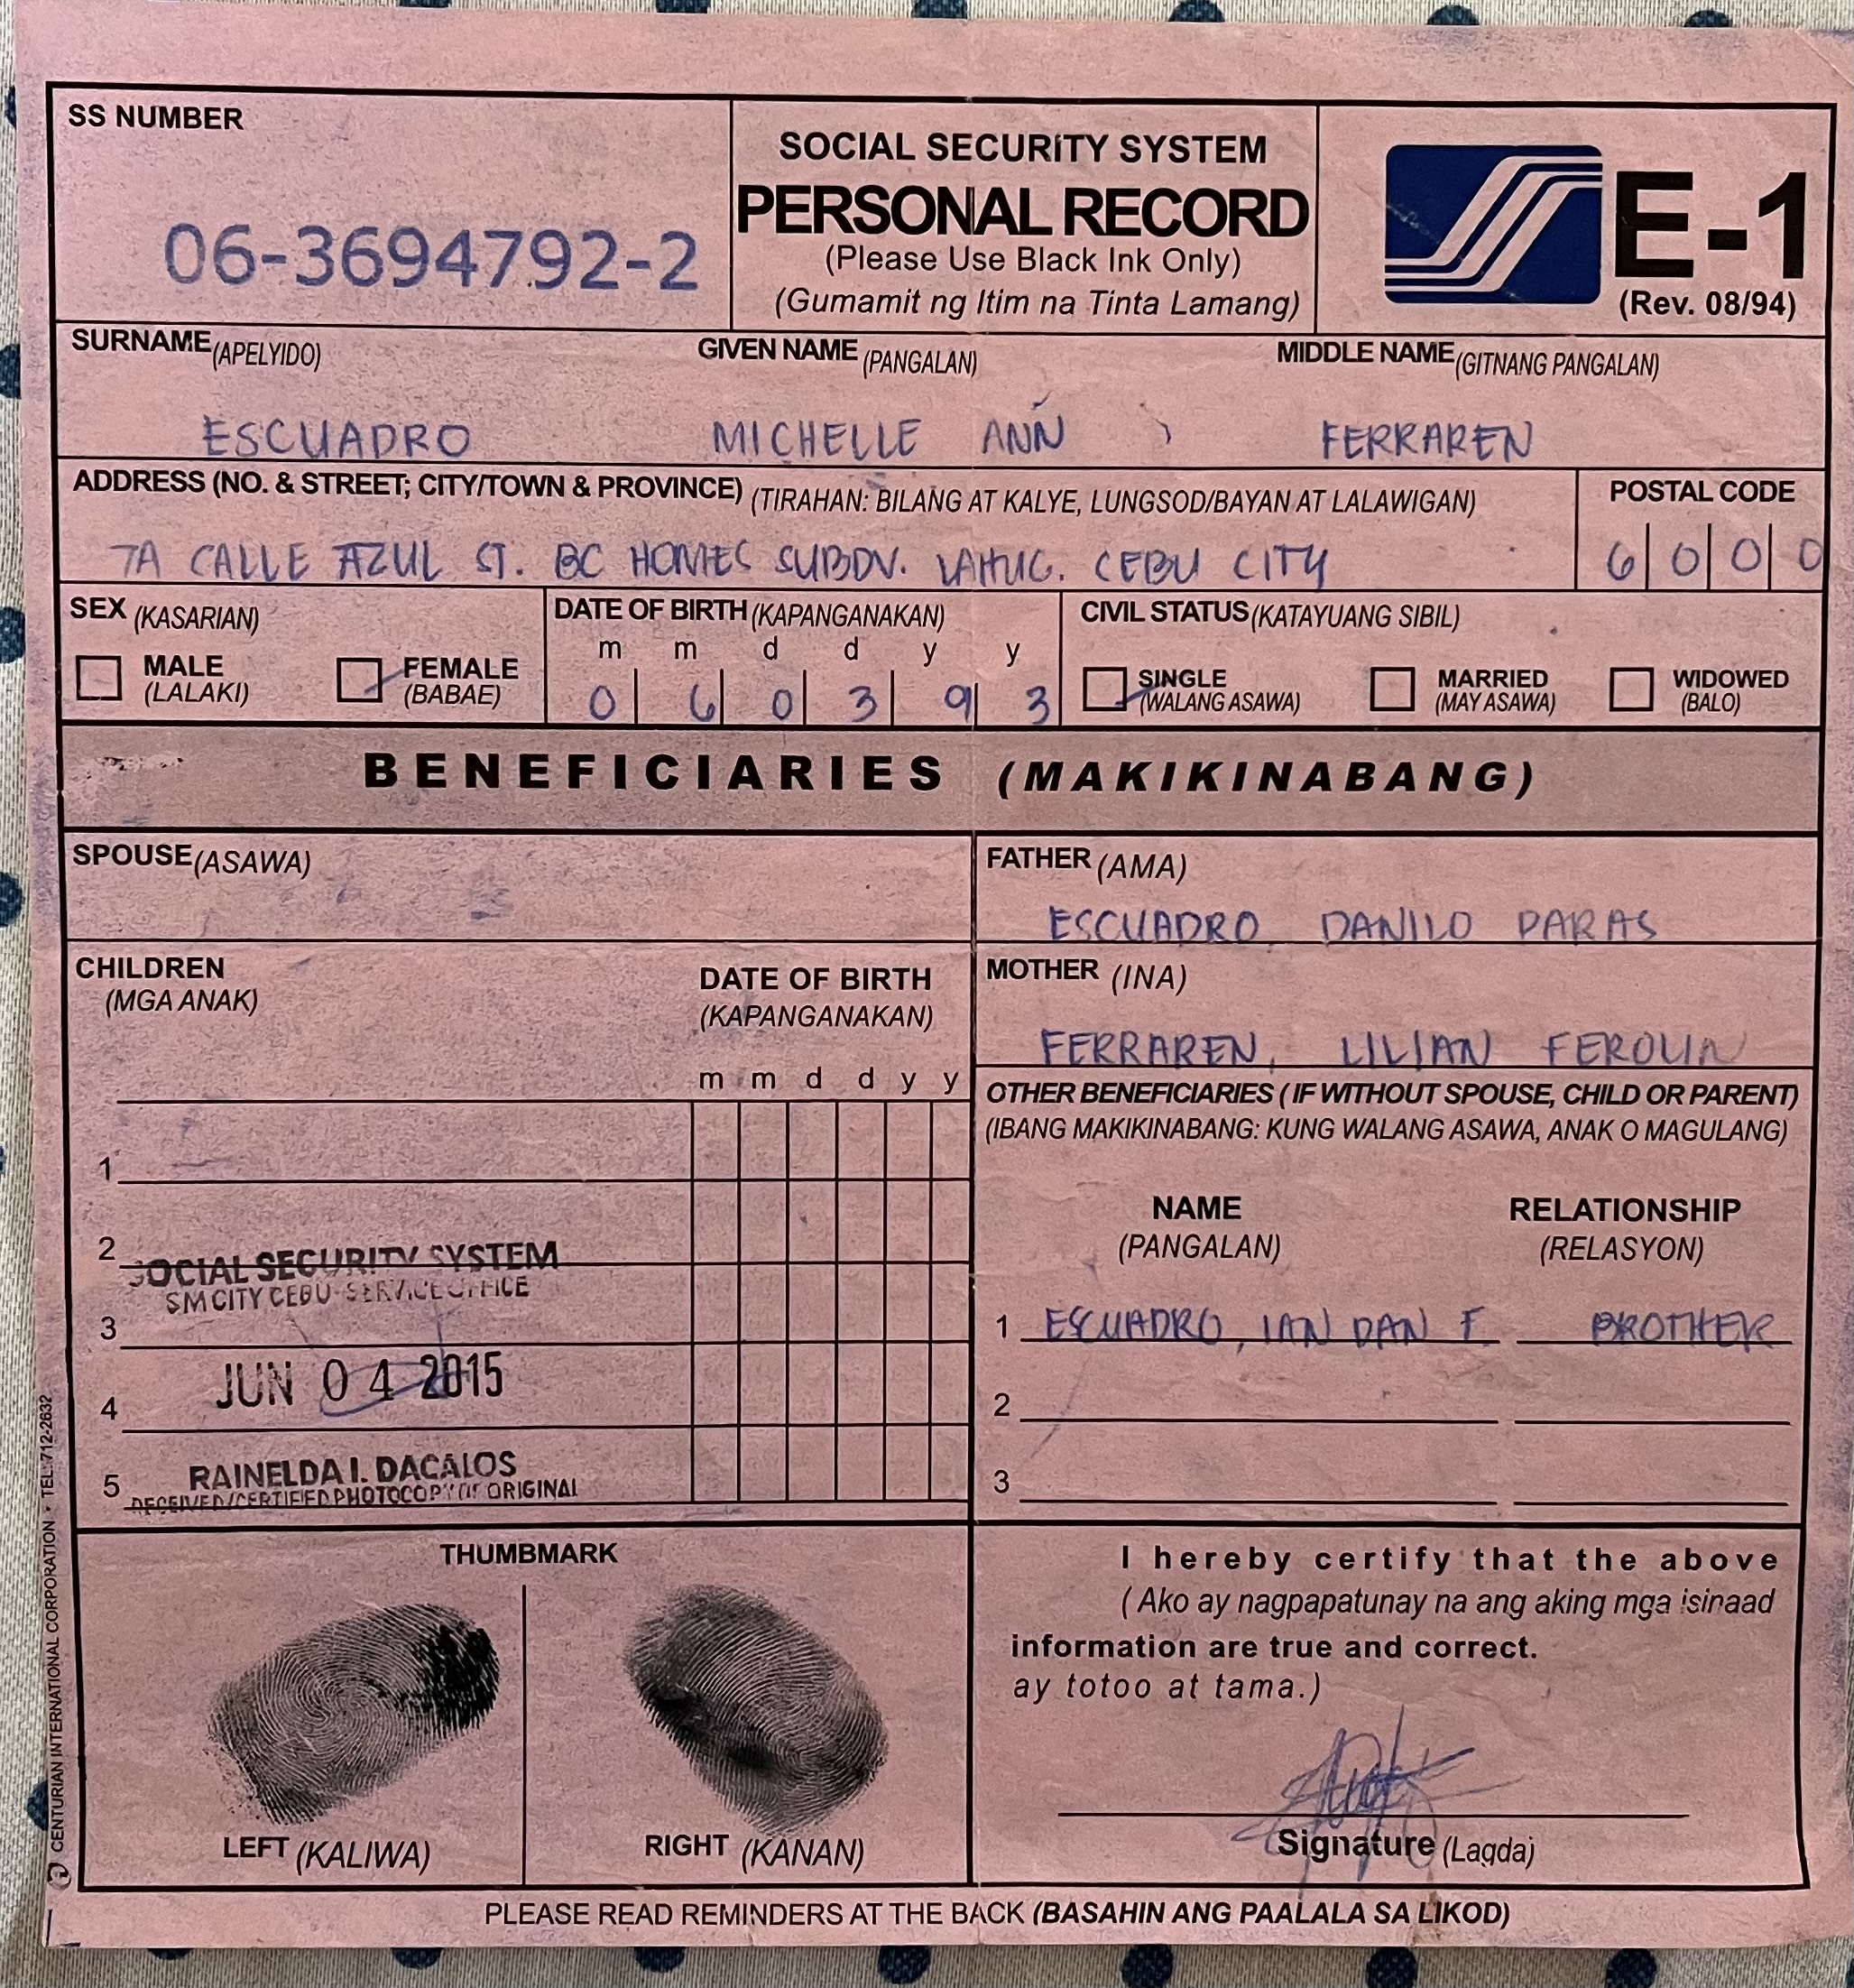 SS NUMBER
06-3694792-2
SOCIAL SECURITY SYSTEM
PERSONAL RECORD
(Please Use Black Ink Only)
(Gumamit ng Itim na Tinta Lamang)
E-1
(Rev. 08/94)
SURNAME (APELYIDO) GIVEN NAME (PANGALAN) MIDDLE NAME (GITNANG PANGALAN)
ESCUADRO MICHELLE ANN FERRAREN
ADDRESS (NO. & STREET; CITY/TOWN & PROVINCE) (TIRAHAN: BILANG AT KALYE, LUNGSOD/BAYAN AT LALAWIGAN) POSTAL CODE
7A CALLE AZUL ST. BC HOMES SUBDV. LAHUG. CEBU CITY 6 0 0 0
SEX (KASARIAN) DATE OF BIRTH (KAPANGANAKAN) CIVIL STATUS (KATAYUANG SIBIL)
m m d d y y
MALE FEMALE SINGLE MARRIED WIDOWED
(LALAKI) (BABAE) 0 6 0 3 9 3 (WALANG ASAWA) (MAY ASAWA) (BALO)
BENEFICIARIES (MAKIKINABANG)
SPOUSE (ASAWA)
FATHER (AMA)
ESCUADRO DANILO PARAS
MOTHER (INA)
FERRAREN, LILIAN FEROLIN
CHILDREN DATE OF BIRTH
(MGA ANAK) (KAPANGANAKAN)
m m d d y y
1
2
SOCIAL SECURITY SYSTEM
SM CITY CEBU SERVICE OFFICE
3
JUN 04 2015
4
RAINELDA I. DACALOS
5
RECEIVED/CERTIFIED PHOTOCOPY OF ORIGINAL
OTHER BENEFICIARIES (IF WITHOUT SPOUSE, CHILD OR PARENT)
(IBANG MAKIKINABANG: KUNG WALANG ASAWA, ANAK O MAGULANG)
NAME RELATIONSHIP
(PANGALAN) (RELASYON)
1 ESCUADRO, IAN DAN F. BROTHER
2
3
THUMBMARK
LEFT (KALIWA) RIGHT (KANAN)
I hereby certify that the above
(Ako ay nagpapatunay na ang aking mga isinaad
information are true and correct.
ay totoo at tama.)
Signature (Lagda)
PLEASE READ REMINDERS AT THE BACK (BASAHIN ANG PAALALA SA LIKOD)
CENTURIAN INTERNATIONAL CORPORATION • TEL: 712-2632